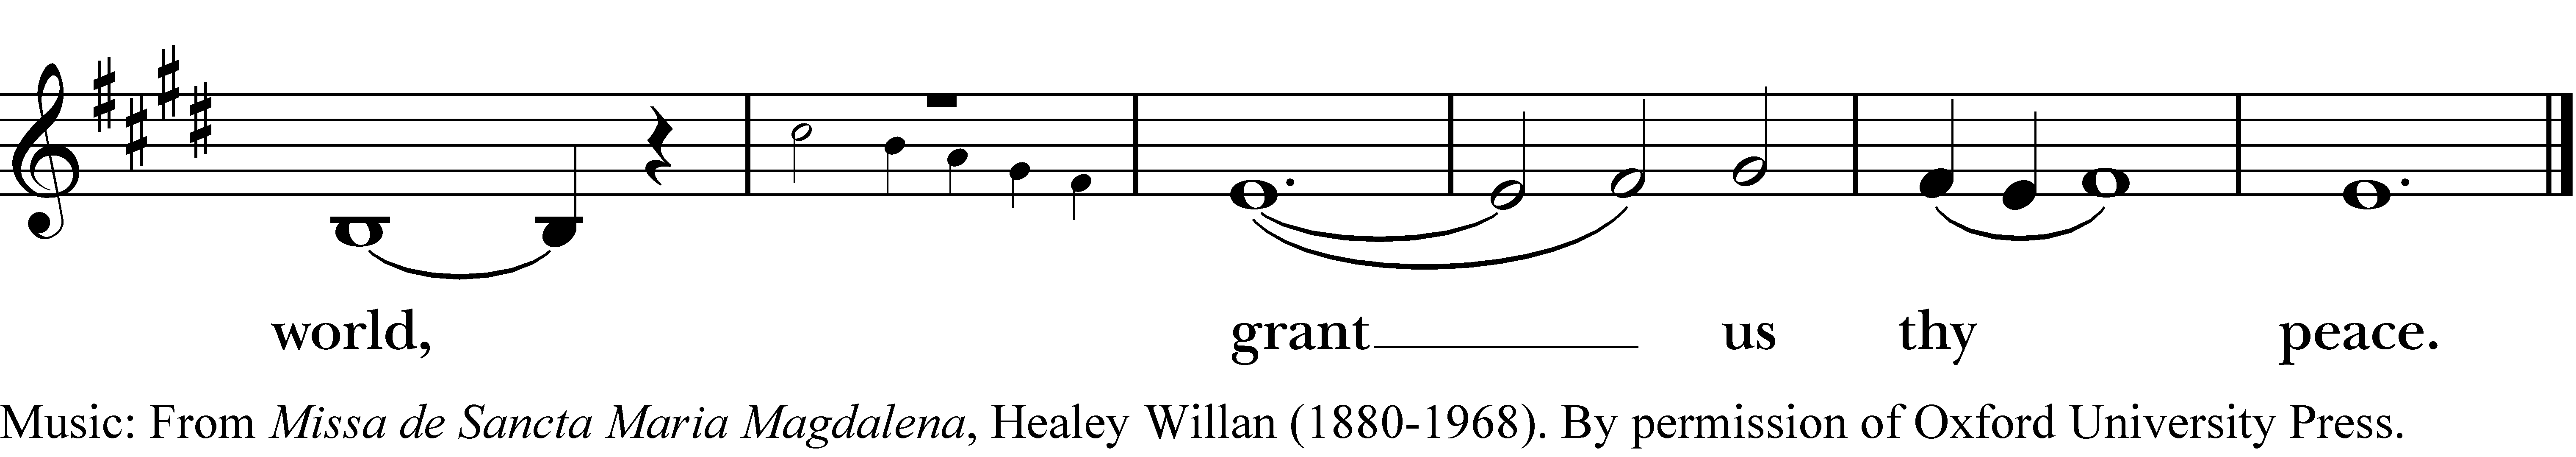 world, grant us thy peace.
Music: From Missa de Sancta Maria Magdalena, Healey Willan (1880-1968). By permission of Oxford University Press.